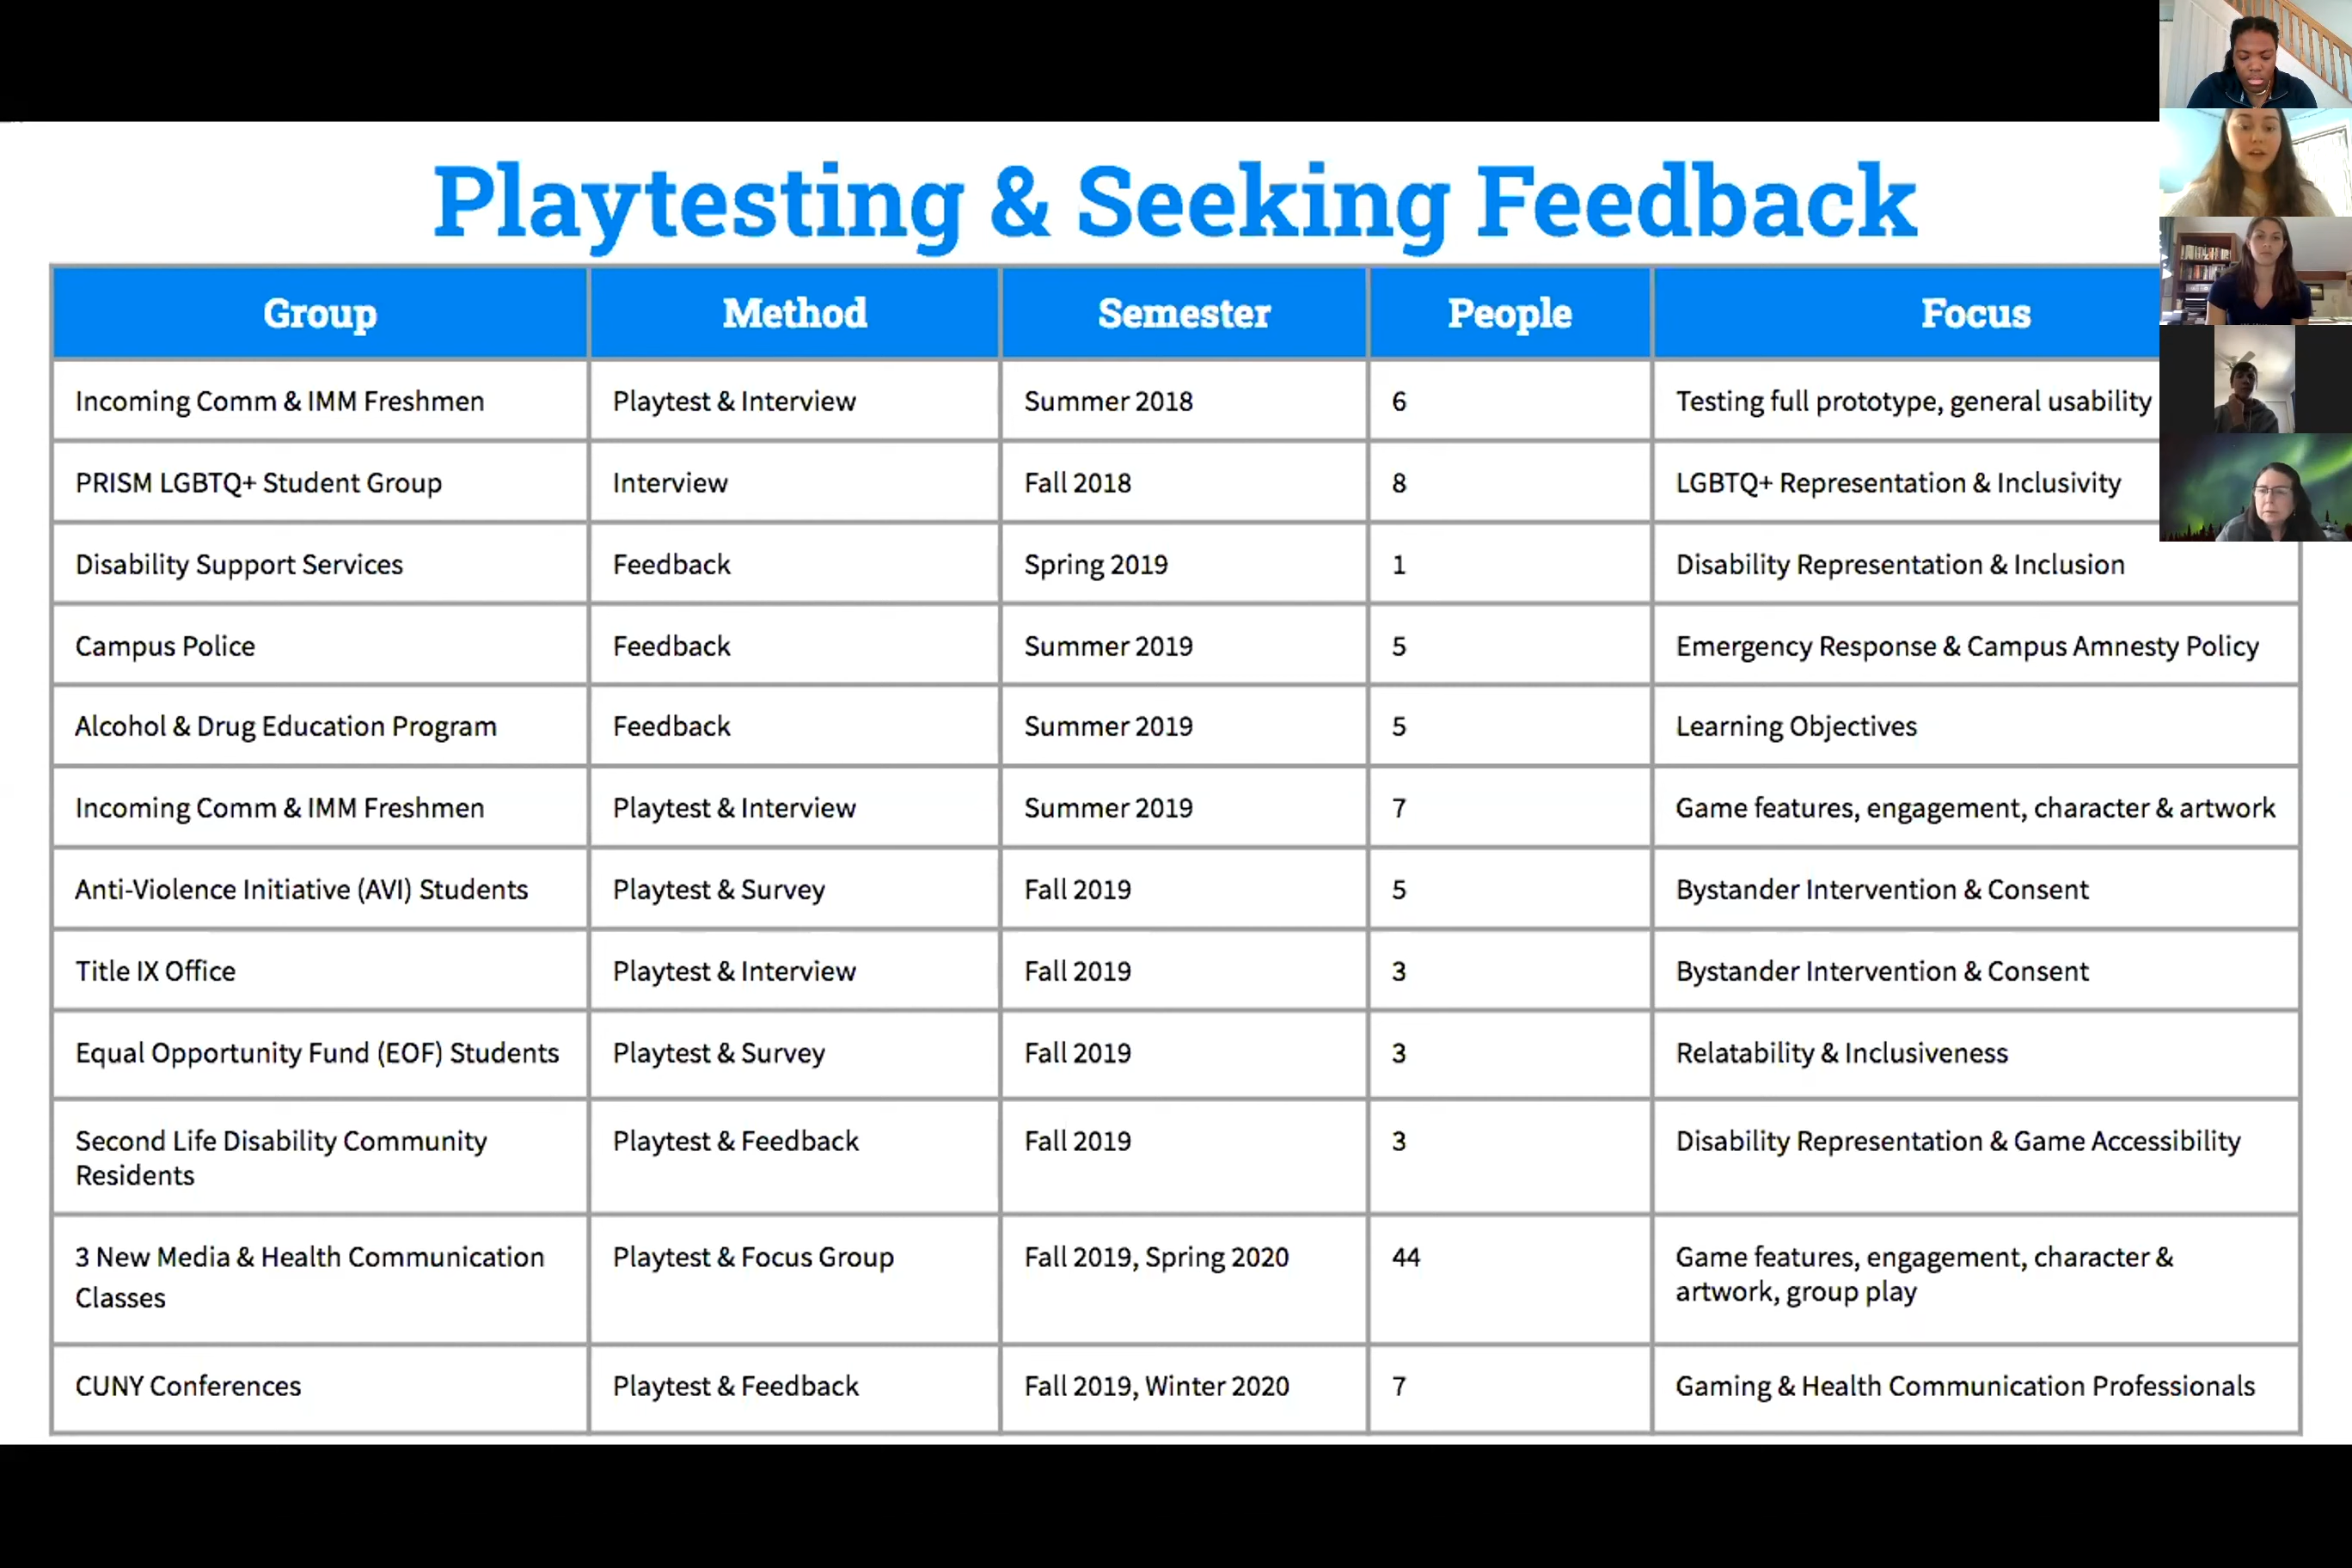 Playtesting & Seeking Feedback
Group Method Semester People Focus
Incoming Comm & IMM Freshmen Playtest & Interview Summer 2018 6 Testing full prototype, general usability
PRISM LGBTQ+ Student Group Interview Fall 2018 8 LGBTQ+ Representation & Inclusivity
Disability Support Services Feedback Spring 2019 1 Disability Representation & Inclusion
Campus Police Feedback Summer 2019 5 Emergency Response & Campus Amnesty Policy
Alcohol & Drug Education Program Feedback Summer 2019 5 Learning Objectives
Incoming Comm & IMM Freshmen Playtest & Interview Summer 2019 7 Game features, engagement, character & artwork
Anti-Violence Initiative (AVI) Students Playtest & Survey Fall 2019 5 Bystander Intervention & Consent
Title IX Office Playtest & Interview Fall 2019 3 Bystander Intervention & Consent
Equal Opportunity Fund (EOF) Students Playtest & Survey Fall 2019 3 Relatability & Inclusiveness
Second Life Disability Community Playtest & Feedback Fall 2019 3 Disability Representation & Game Accessibility
Residents
3 New Media & Health Communication Playtest & Focus Group Fall 2019, Spring 2020 44 Game features, engagement, character &
Classes artwork, group play
CUNY Conferences Playtest & Feedback Fall 2019, Winter 2020 7 Gaming & Health Communication Professionals